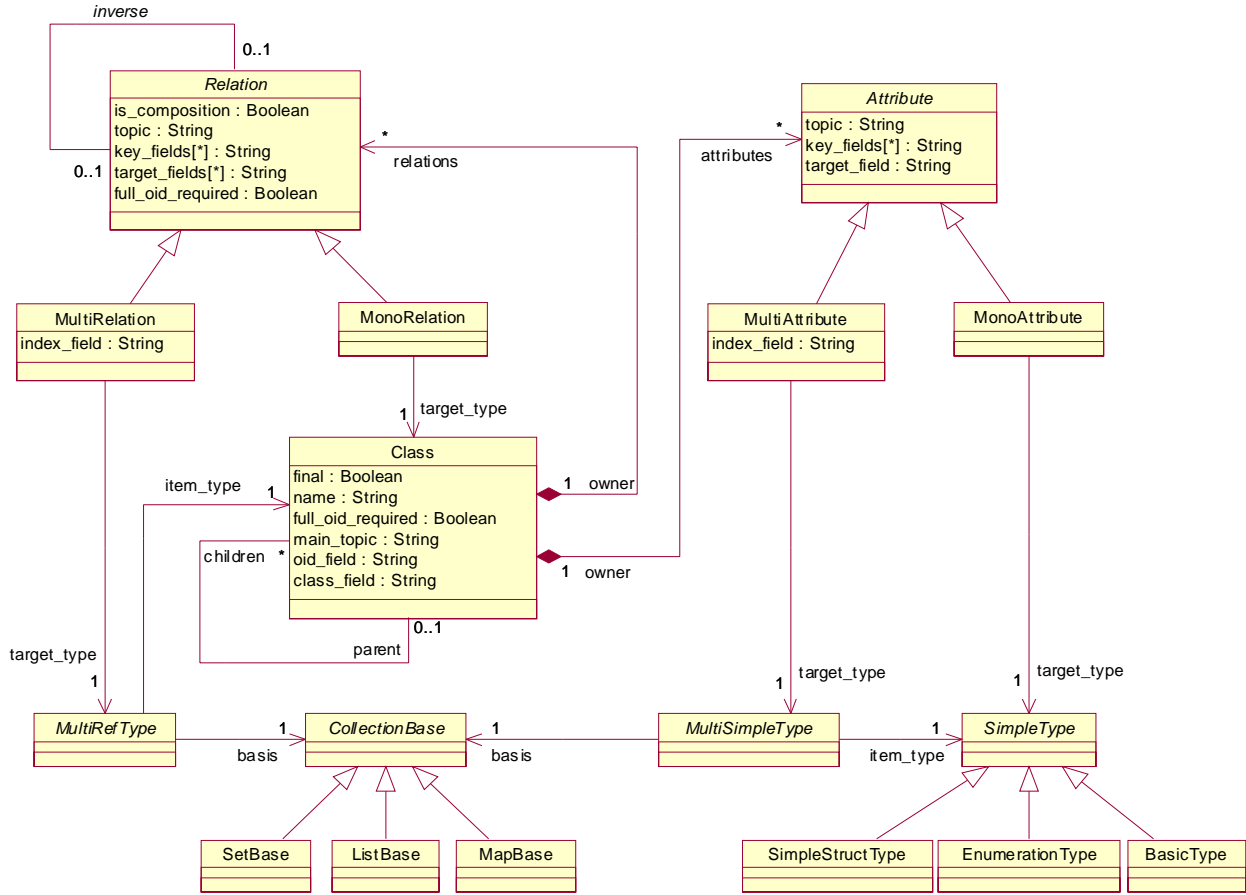 inverse
0..1
Relation
is_composition : Boolean
topic : String
key_fields[*] : String
target_fields[*] : String
full_oid_required : Boolean
0..1
*
relations
Attribute
topic : String
key_fields[*] : String
target_field : String
*
attributes
MultiRelation
index_field : String
MonoRelation
MultiAttribute
index_field : String
MonoAttribute
1
target_type
Class
final : Boolean
name : String
full_oid_required : Boolean
main_topic : String
oid_field : String
class_field : String
item_type
1
1
owner
children
*
1
owner
0..1
parent
target_type
1
target_type
1
target_type
1
MultiRefType
1
basis
CollectionBase
1
basis
MultiSimpleType
1
item_type
SimpleType
SetBase
ListBase
MapBase
SimpleStructType
EnumerationType
BasicType